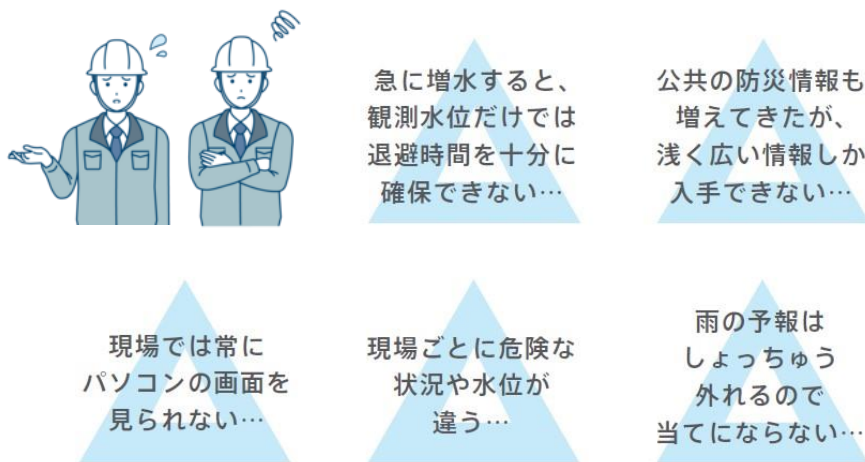 急に増水すると、
観測水位だけでは
退避時間を十分に
確保できない…
公共の防災情報も
増えてきたが、
浅く広い情報しか
入手できない…
現場では常に
パソコンの画面を
見られない…
現場ごとに危険な
状況や水位が
違う…
雨の予報は
しょっちゅう
外れるので
当てにならない…